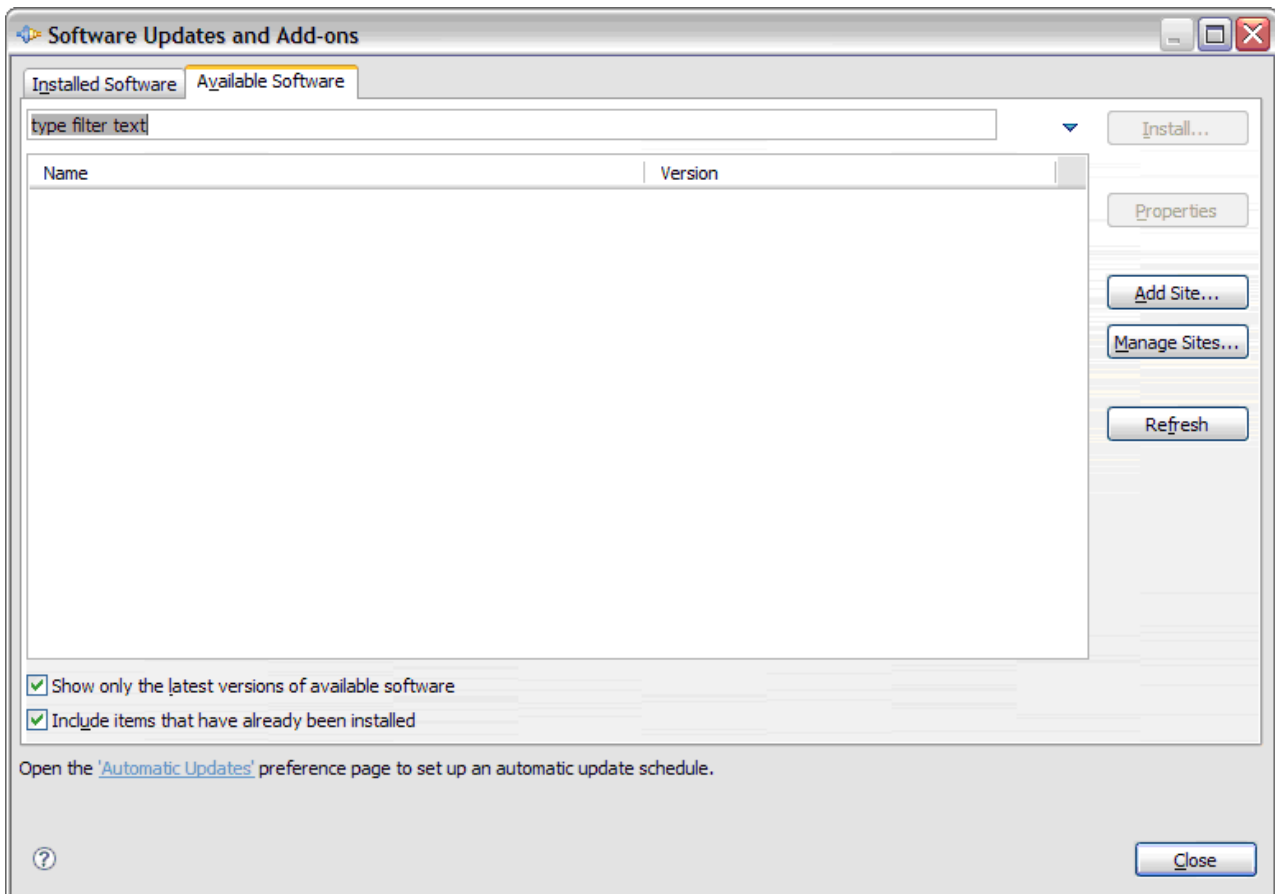 Software Updates and Add-ons
Installed Software
Available Software
type filter text
Install...
Name
Version
Properties
Add Site...
Manage Sites...
Refresh
Show only the latest versions of available software
Include items that have already been installed
Open the 'Automatic Updates' preference page to set up an automatic update schedule.
?
Close